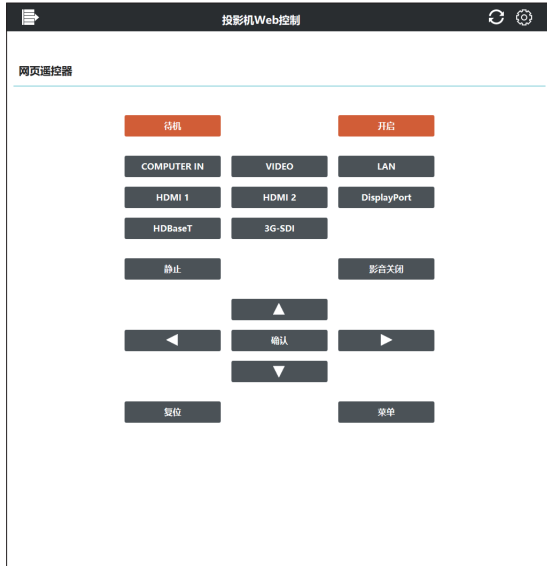 投影机Web控制
网页遥控器
待机 开启
COMPUTER IN VIDEO LAN
HDMI 1 HDMI 2 DisplayPort
HDBaseT 3G-SDI
静止 影音关闭
确认
复位 菜单